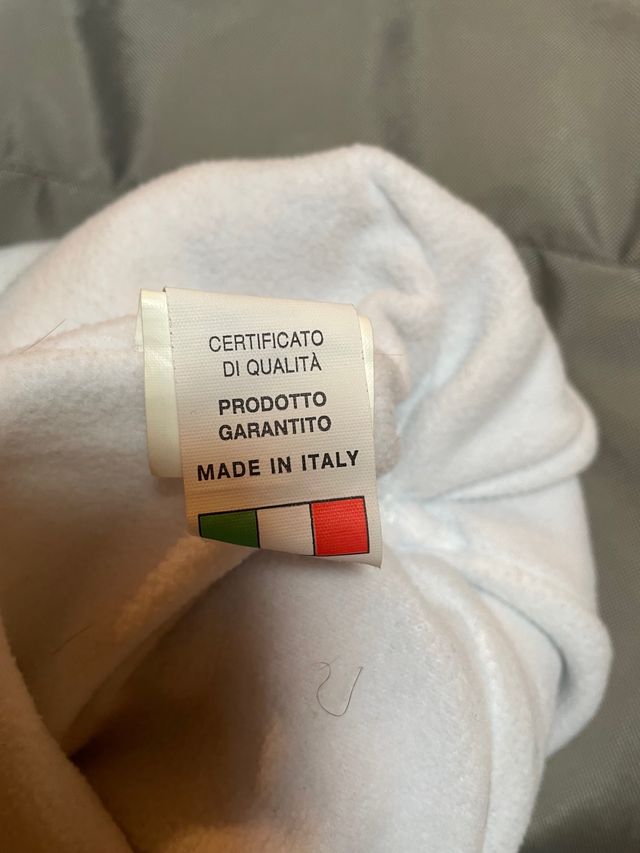 CERTIFICATO
DI QUALITÀ
PRODOTTO
GARANTITO
MADE IN ITALY